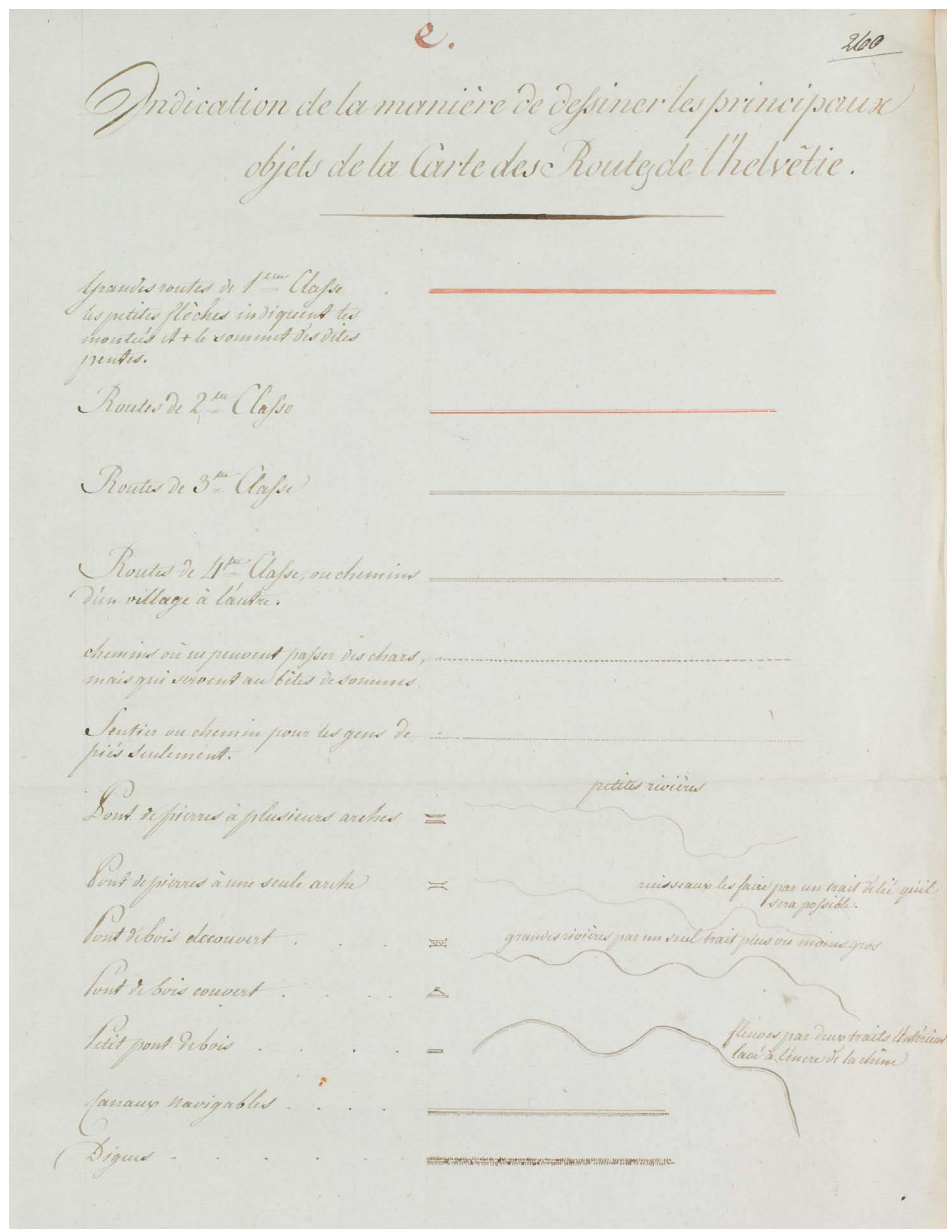 e.
260
Indication de la manière de dessiner les principaux
objets de la Carte des Routes de l'helvêtie.
Grandes routes de 1ère Classe
les petites flêches indiquent les
montées et + le sommet des dites
pentes.
Routes de 2de Classe
Routes de 3me Classe
Routes de 4me Classe, ou chemins
d'un village à l'autre.
chemins où ne peuvent passer des chars,
mais qui servent au bêtes de sommes.
Sentier ou chemin pour les gens de
piés seulement.
petites rivières
Pont de pierres à plusieurs arches
Pont de pierres à une seule arche
ruisseaux les faire par un trait délié qu'il
sera possible.
Pont de bois decouvert . . . .
grandes rivières par un seul trait plus ou moins gros
Pont de bois couvert . . . .
Petit pont de bois . . . .
fleuves par deux traits l'intérieur
lavé à l'encre de la chine
Canaux navigables . . . .
Digues - . . . .